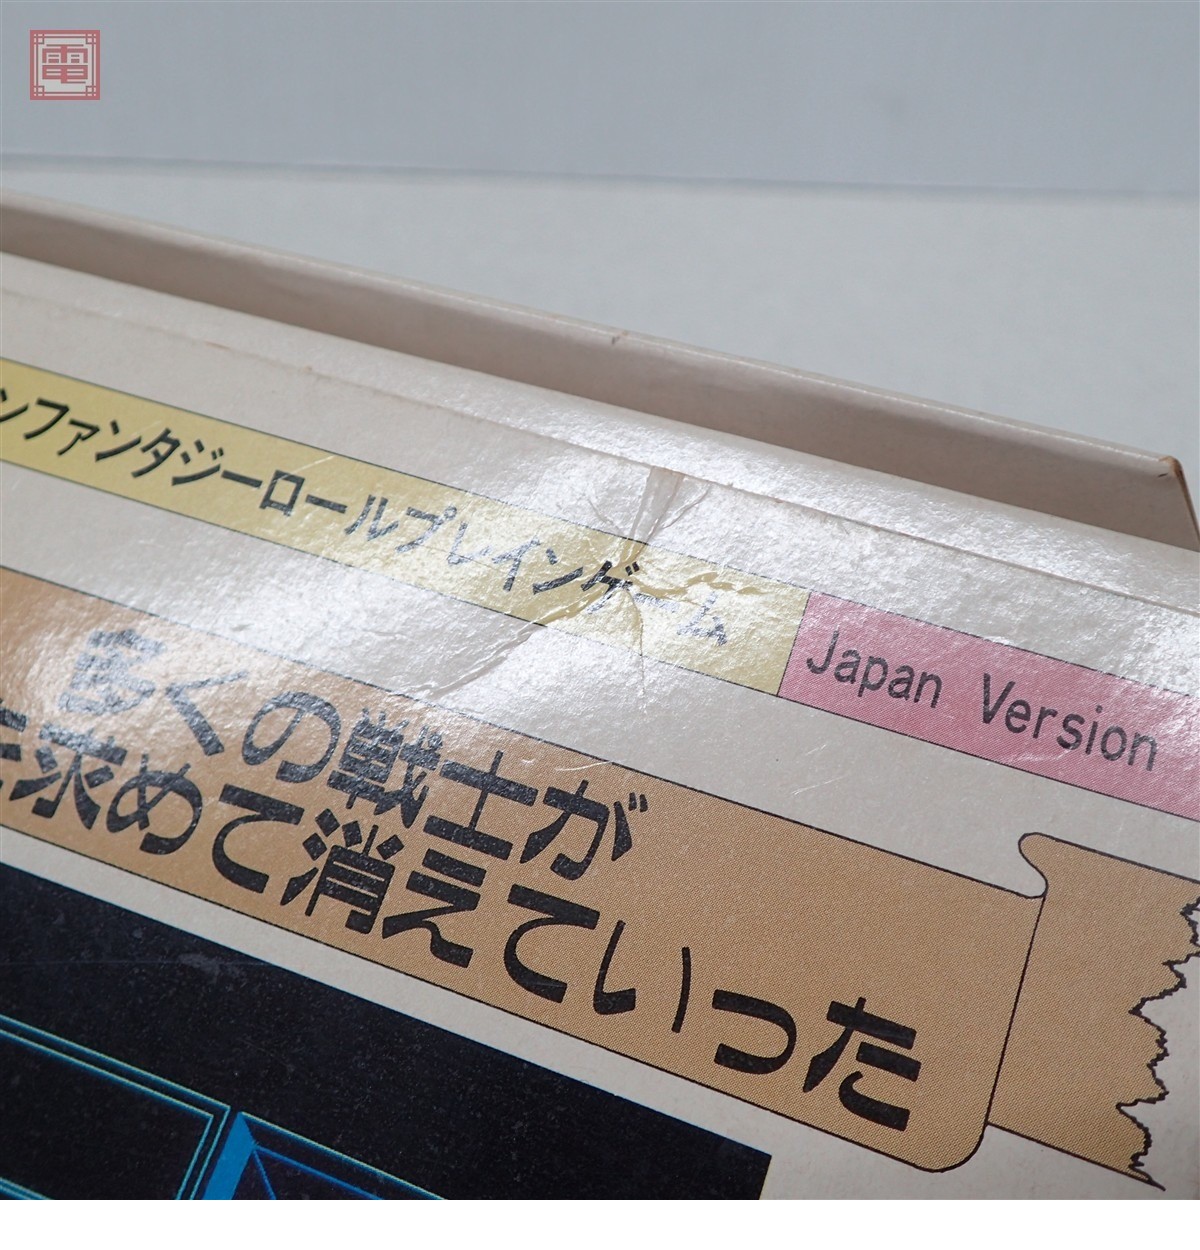 電
ンファンタジーロールプレイングゲーム
Japan Version
多くの戦士が
を求めて消えていった